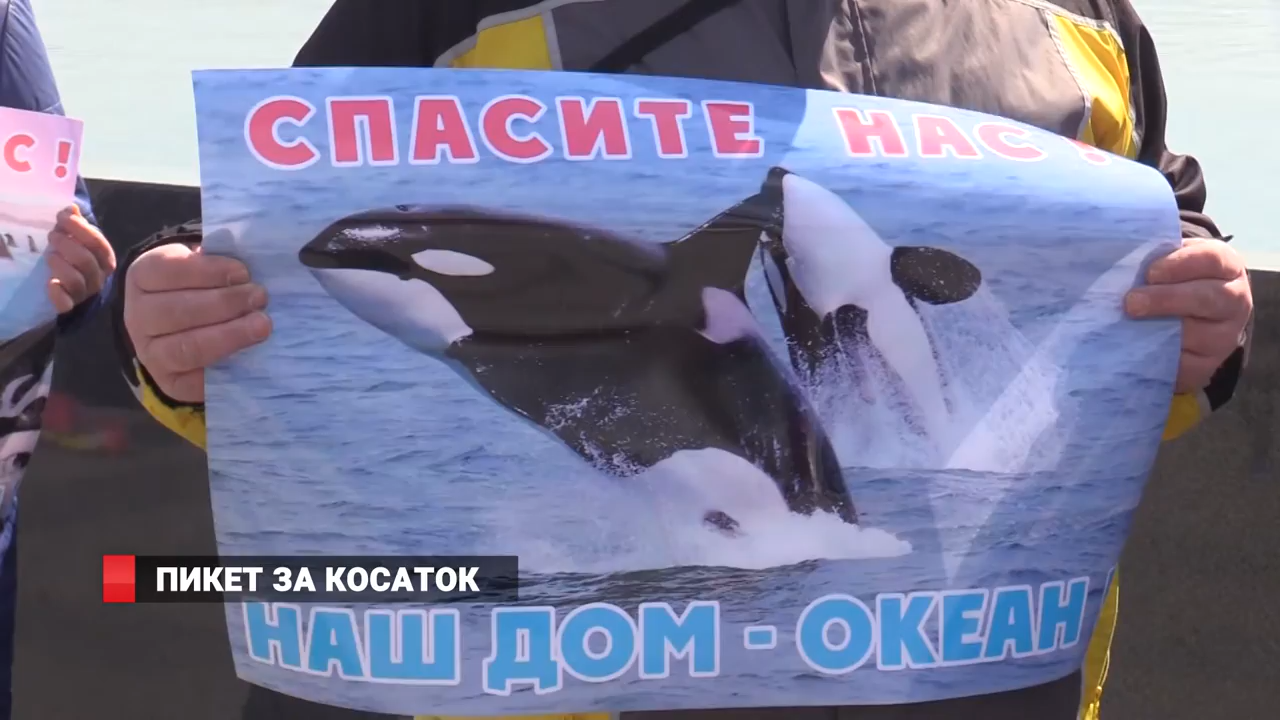 СПАСИТЕ НАС!
С!
ПИКЕТ ЗА КОСАТОК
НАШ ДОМ - ОКЕАН